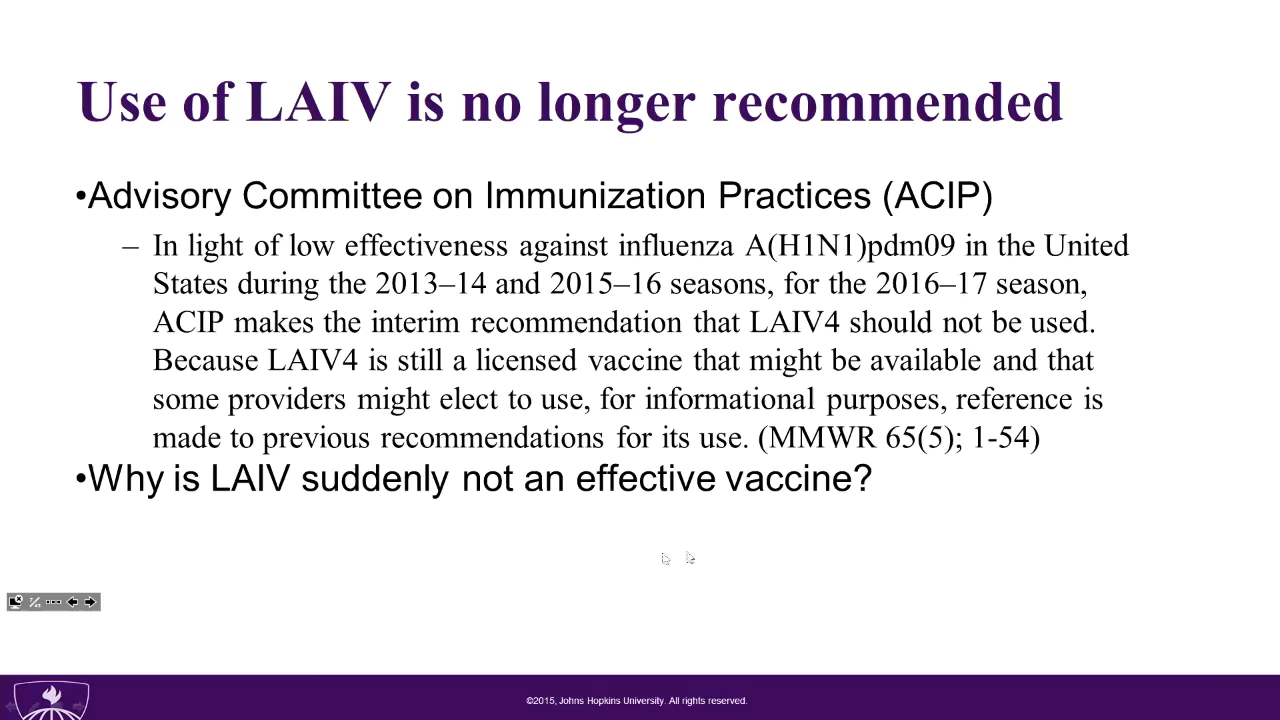 Use of LAIV is no longer recommended
•Advisory Committee on Immunization Practices (ACIP)
– In light of low effectiveness against influenza A(H1N1)pdm09 in the United
States during the 2013–14 and 2015–16 seasons, for the 2016–17 season,
ACIP makes the interim recommendation that LAIV4 should not be used.
Because LAIV4 is still a licensed vaccine that might be available and that
some providers might elect to use, for informational purposes, reference is
made to previous recommendations for its use. (MMWR 65(5); 1-54)
•Why is LAIV suddenly not an effective vaccine?
©2015, Johns Hopkins University. All rights reserved.